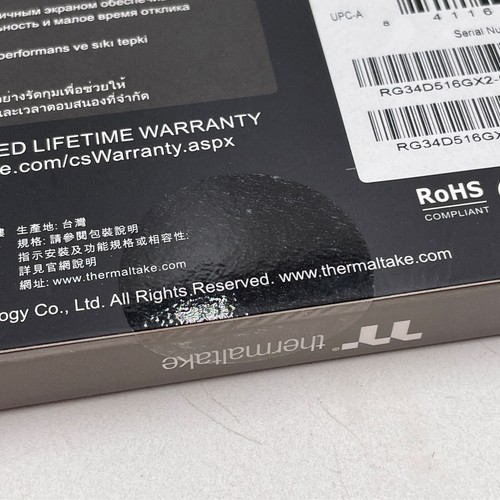 ичным экраном обеспеч
ьность и малое время отклика
performans ve sıkı tepki
อย่างรัดกุมเพื่อช่วยให้
และเวลาตอบสนองที่จำกัด
ED LIFETIME WARRANTY
e.com/csWarranty.aspx
生產地: 台灣
規格: 請參閱包裝說明
指示安裝及功能規格或相容性:
詳見官網說明
網址: www.thermaltake.com
ogy Co., Ltd. All Rights Reserved. www.thermaltake.com
UPC-A
8 4116
Serial Nu
RG34D516GX2-
RG34D516GX
RoHS
COMPLIANT
thermaltake